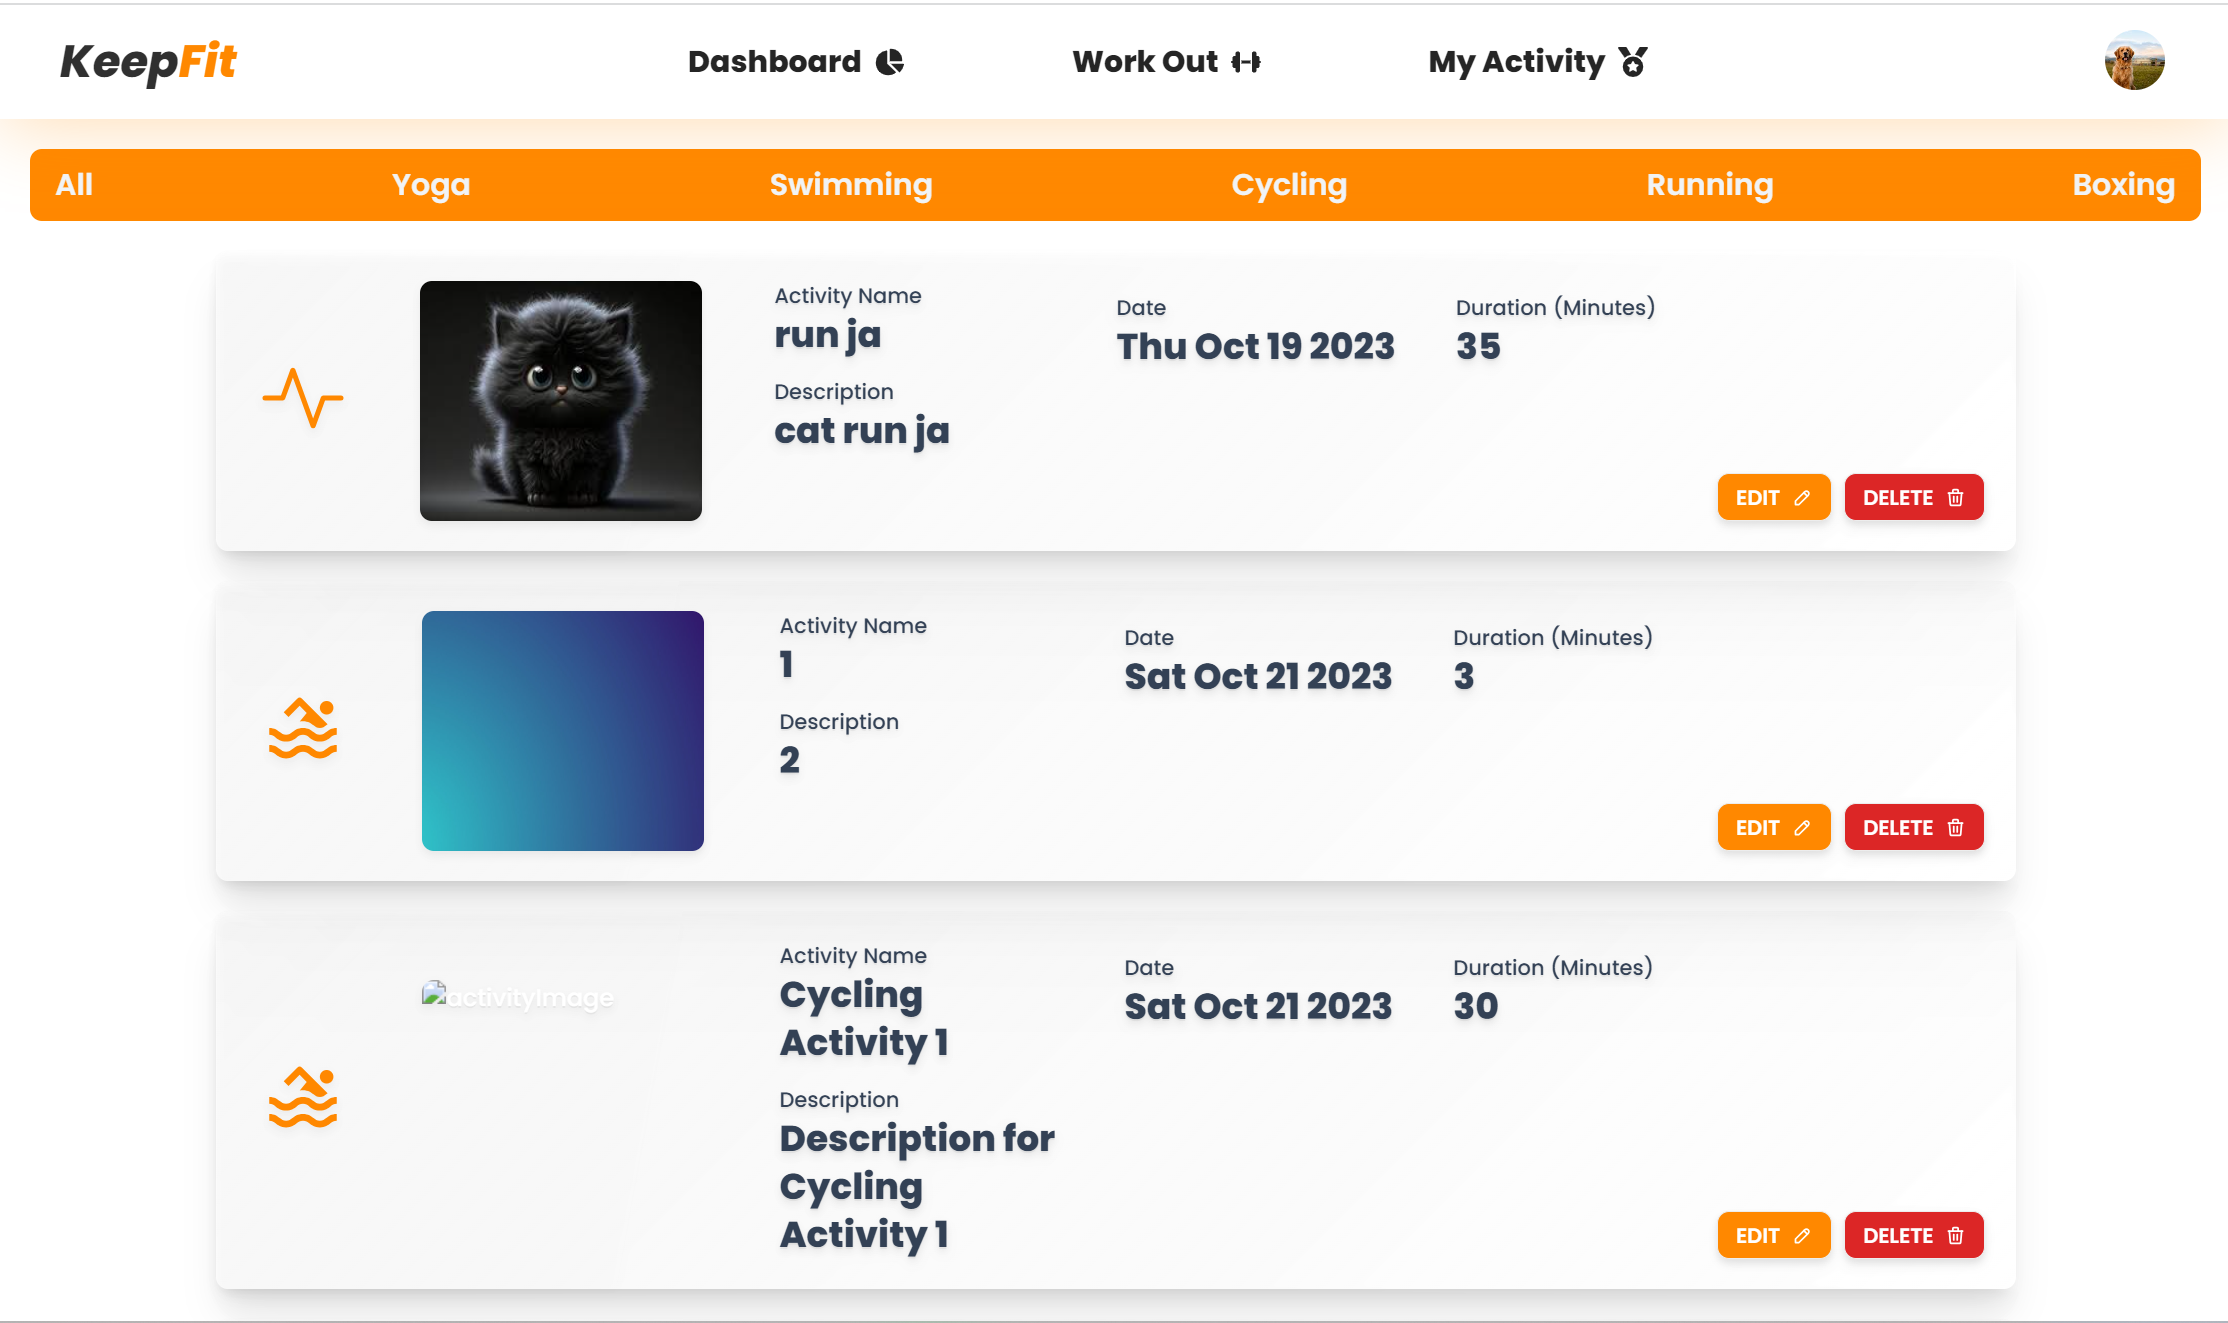 KeepFit
Dashboard
Work Out
My Activity
All
Yoga
Swimming
Cycling
Running
Boxing
Activity Name
run ja
Description
cat run ja
Date
Thu Oct 19 2023
Duration (Minutes)
35
EDIT
DELETE
Activity Name
1
Description
2
Date
Sat Oct 21 2023
Duration (Minutes)
3
EDIT
DELETE
activityImage
Activity Name
Cycling
Activity 1
Description
Description for
Cycling
Activity 1
Date
Sat Oct 21 2023
Duration (Minutes)
30
EDIT
DELETE